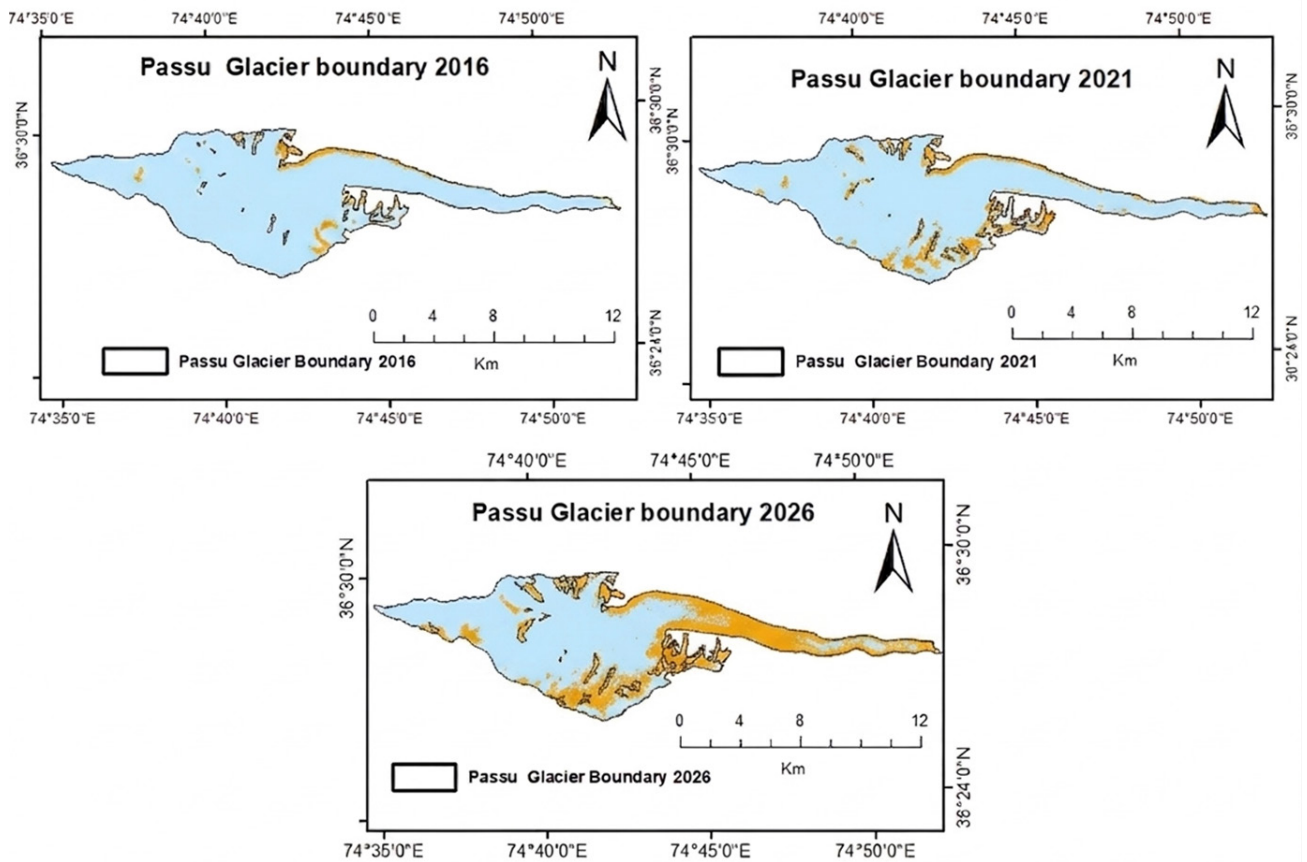 74°35'0"E 74°40'0"E 74°45'0"E 74°50'0"E
Passu Glacier boundary 2016
N
36°30'0"N
36°30'0"N
0 4 8 12
Km
Passu Glacier Boundary 2016
36°24'0"N
74°35'0"E 74°40'0"E 74°45'0"E 74°50'0"E
74°40'0"E 74°45'0"E 74°50'0"E
Passu Glacier boundary 2021
N
36°30'0"N
36°30'0"N
0 4 8 12
Km
Passu Glacier Boundary 2021
30°24'0"N
74°35'0"E 74°40'0"E 74°45'0"E 74°50'0"E
74°40'0"E 74°45'0"E 74°50'0"E
Passu Glacier boundary 2026
N
36°30'0"N
36°30'0"N
0 4 8 12
Km
Passu Glacier Boundary 2026
36°24'0"N
74°35'0"E 74°40'0"E 74°45'0"E 74°50'0"E